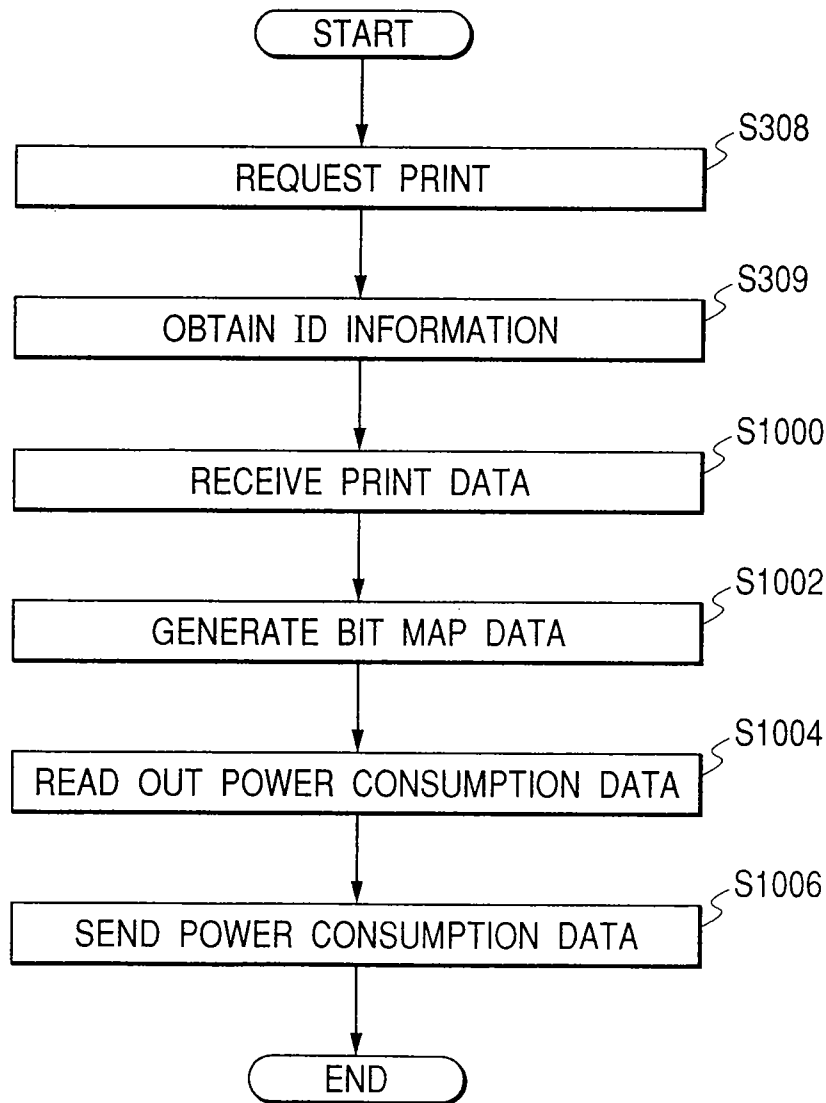 START
S308
REQUEST PRINT
S309
OBTAIN ID INFORMATION
S1000
RECEIVE PRINT DATA
S1002
GENERATE BIT MAP DATA
S1004
READ OUT POWER CONSUMPTION DATA
S1006
SEND POWER CONSUMPTION DATA
END